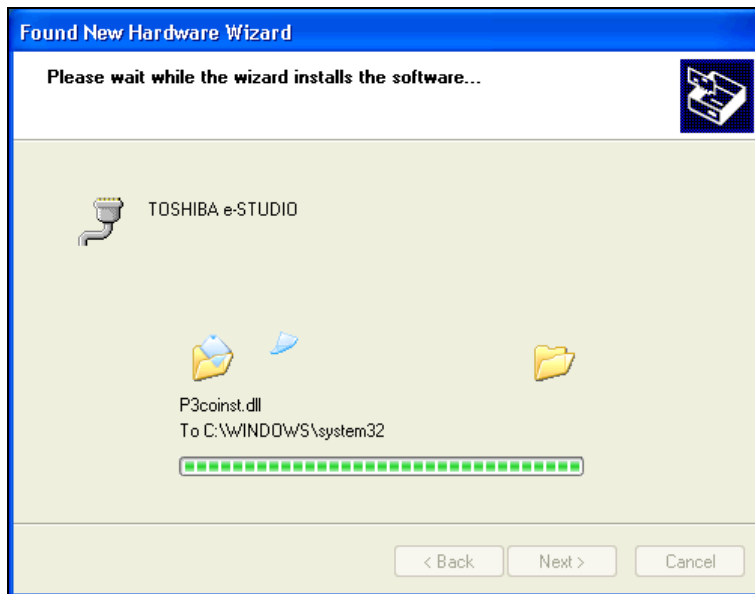 Found New Hardware Wizard
Please wait while the wizard installs the software...
TOSHIBA e-STUDIO
P3coinst.dll
To C:\WINDOWS\system32
< Back Next > Cancel